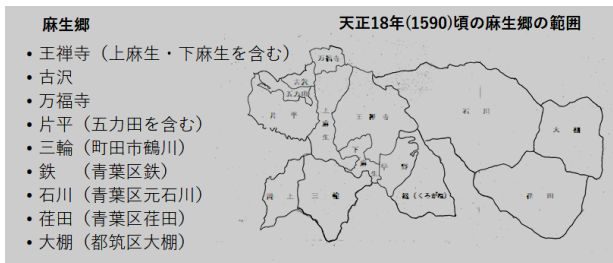 麻生郷
天正18年(1590)頃の麻生郷の範囲
• 王禅寺（上麻生・下麻生を含む）
• 古沢
• 万福寺
• 片平（五力田を含む）
• 三輪（町田市鶴川）
• 鉄　（青葉区鉄）
• 石川（青葉区元石川）
• 荏田（青葉区荏田）
• 大棚（都筑区大棚）
万福寺
古沢
五力田
片平
上麻生
王禅寺
石川
大棚
下麻生
早野
三輪
鉄（くろがね）
荏田